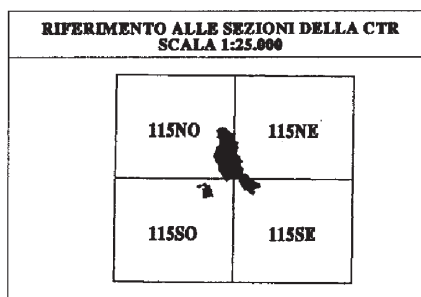 RIFERIMENTO ALLE SEZIONI DELLA CTR
SCALA 1:25.000
115NO 115NE
115SO 115SE